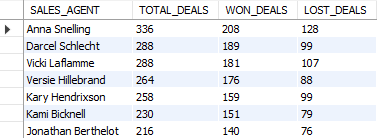 SALES_AGENT TOTAL_DEALS WON_DEALS LOST_DEALS
Anna Snelling 336 208 128
Darcel Schlecht 288 189 99
Vicki Laflamme 288 181 107
Versie Hillebrand 264 176 88
Kary Hendrixson 258 159 99
Kami Bicknell 230 151 79
Jonathan Berthelot 216 140 76